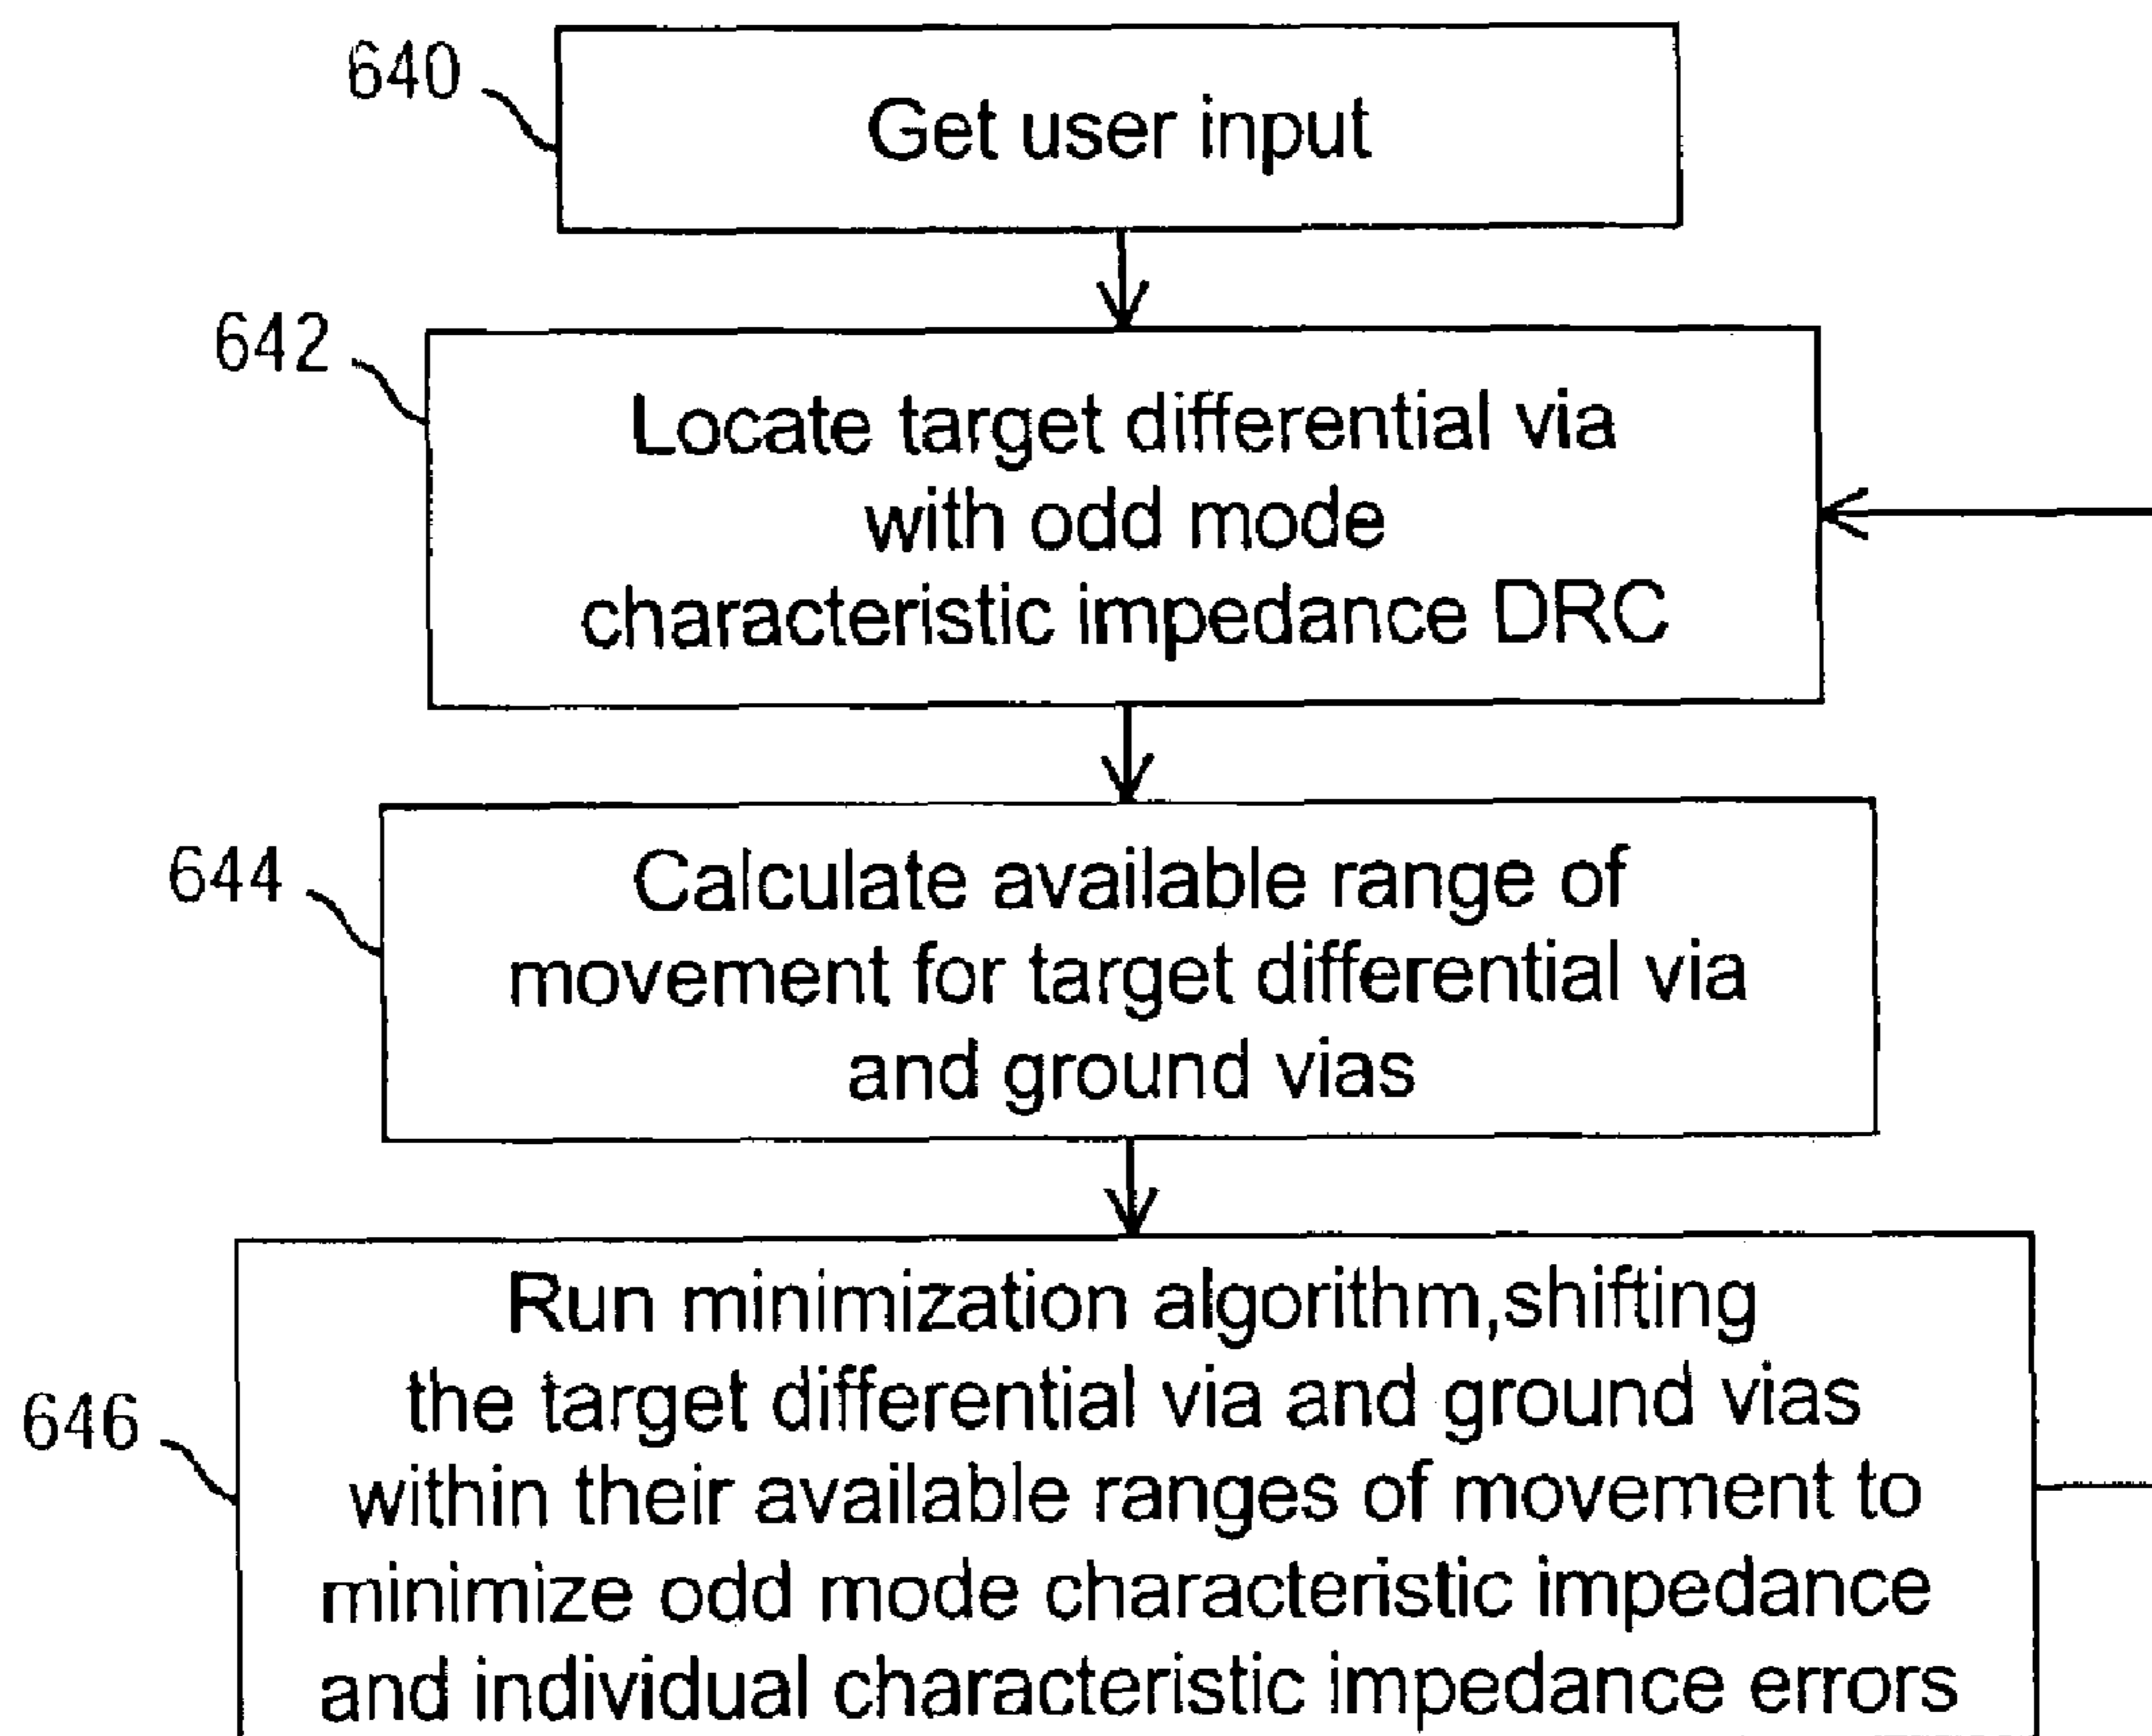 640
Get user input
642
Locate target differential via
with odd mode
characteristic impedance DRC
644
Calculate available range of
movement for target differential via
and ground vias
646
Run minimization algorithm,shifting
the target differential via and ground vias
within their available ranges of movement to
minimize odd mode characteristic impedance
and individual characteristic impedance errors